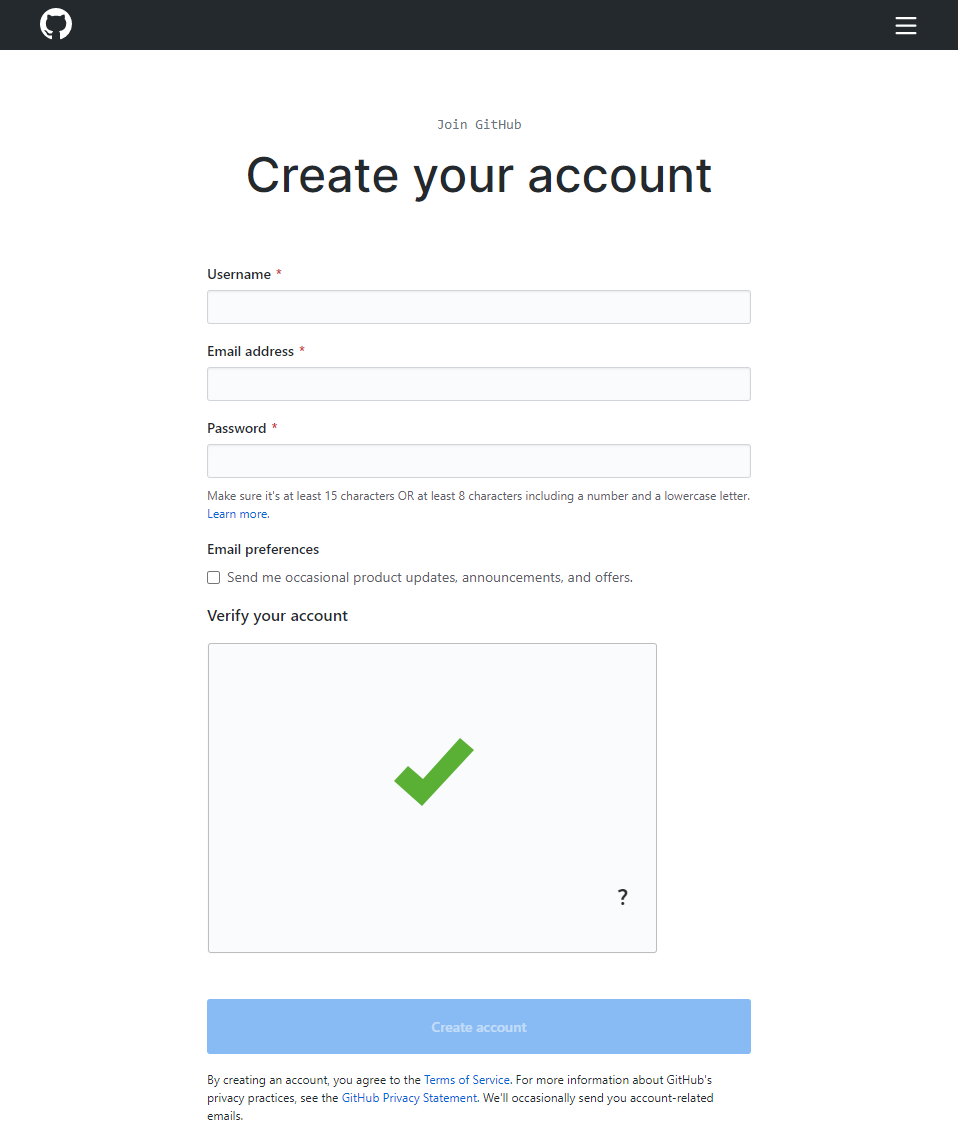 Join GitHub
Create your account
Username *
Email address *
Password *
Make sure it's at least 15 characters OR at least 8 characters including a number and a lowercase letter.
Learn more.
Email preferences
Send me occasional product updates, announcements, and offers.
Verify your account
?
Create account
By creating an account, you agree to the Terms of Service. For more information about GitHub's
privacy practices, see the GitHub Privacy Statement. We'll occasionally send you account-related
emails.